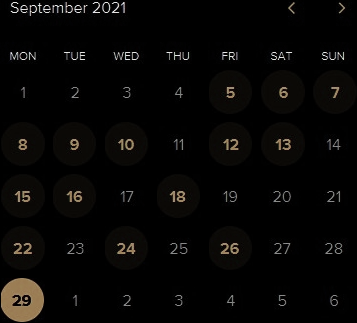 September 2021
MON TUE WED THU FRI SAT SUN
1 2 3 4 5 6 7
8 9 10 11 12 13 14
15 16 17 18 19 20 21
22 23 24 25 26 27 28
29 1 2 3 4 5 6